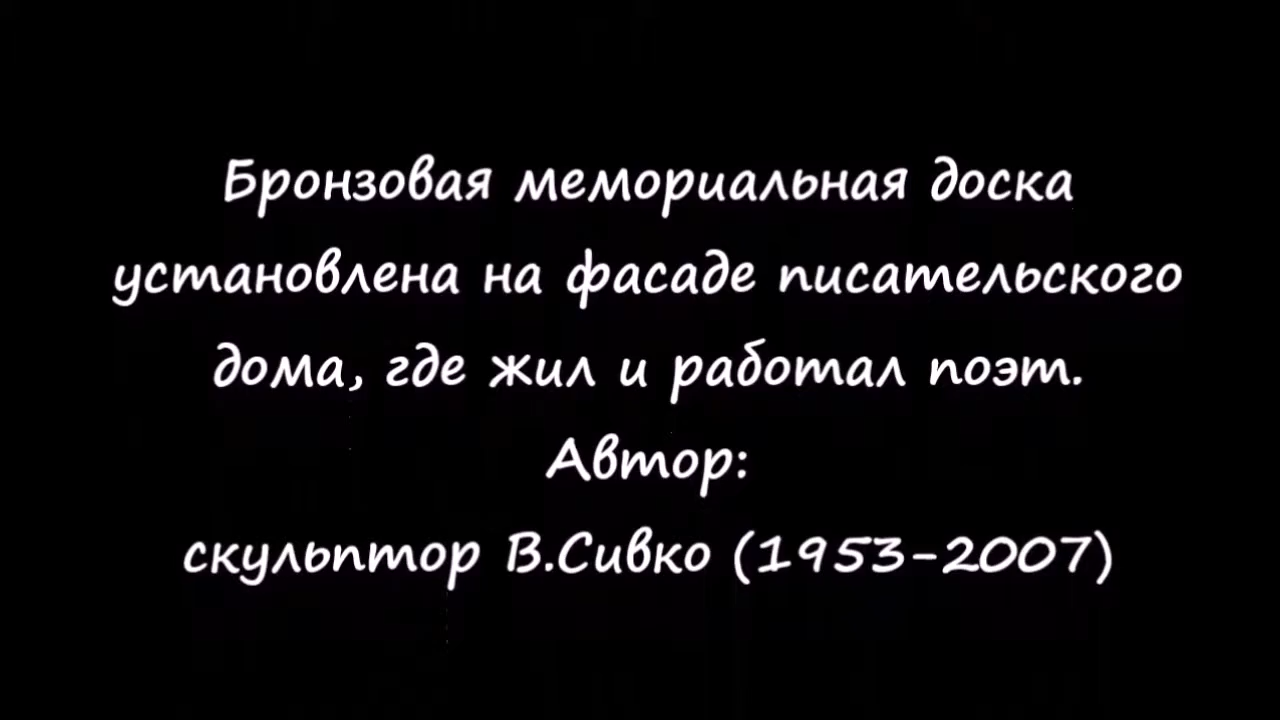 Бронзовая мемориальная доска
установлена на фасаде писательского
дома, где жил и работал поэт.
Автор:
скульптор В.Сивко (1953-2007)